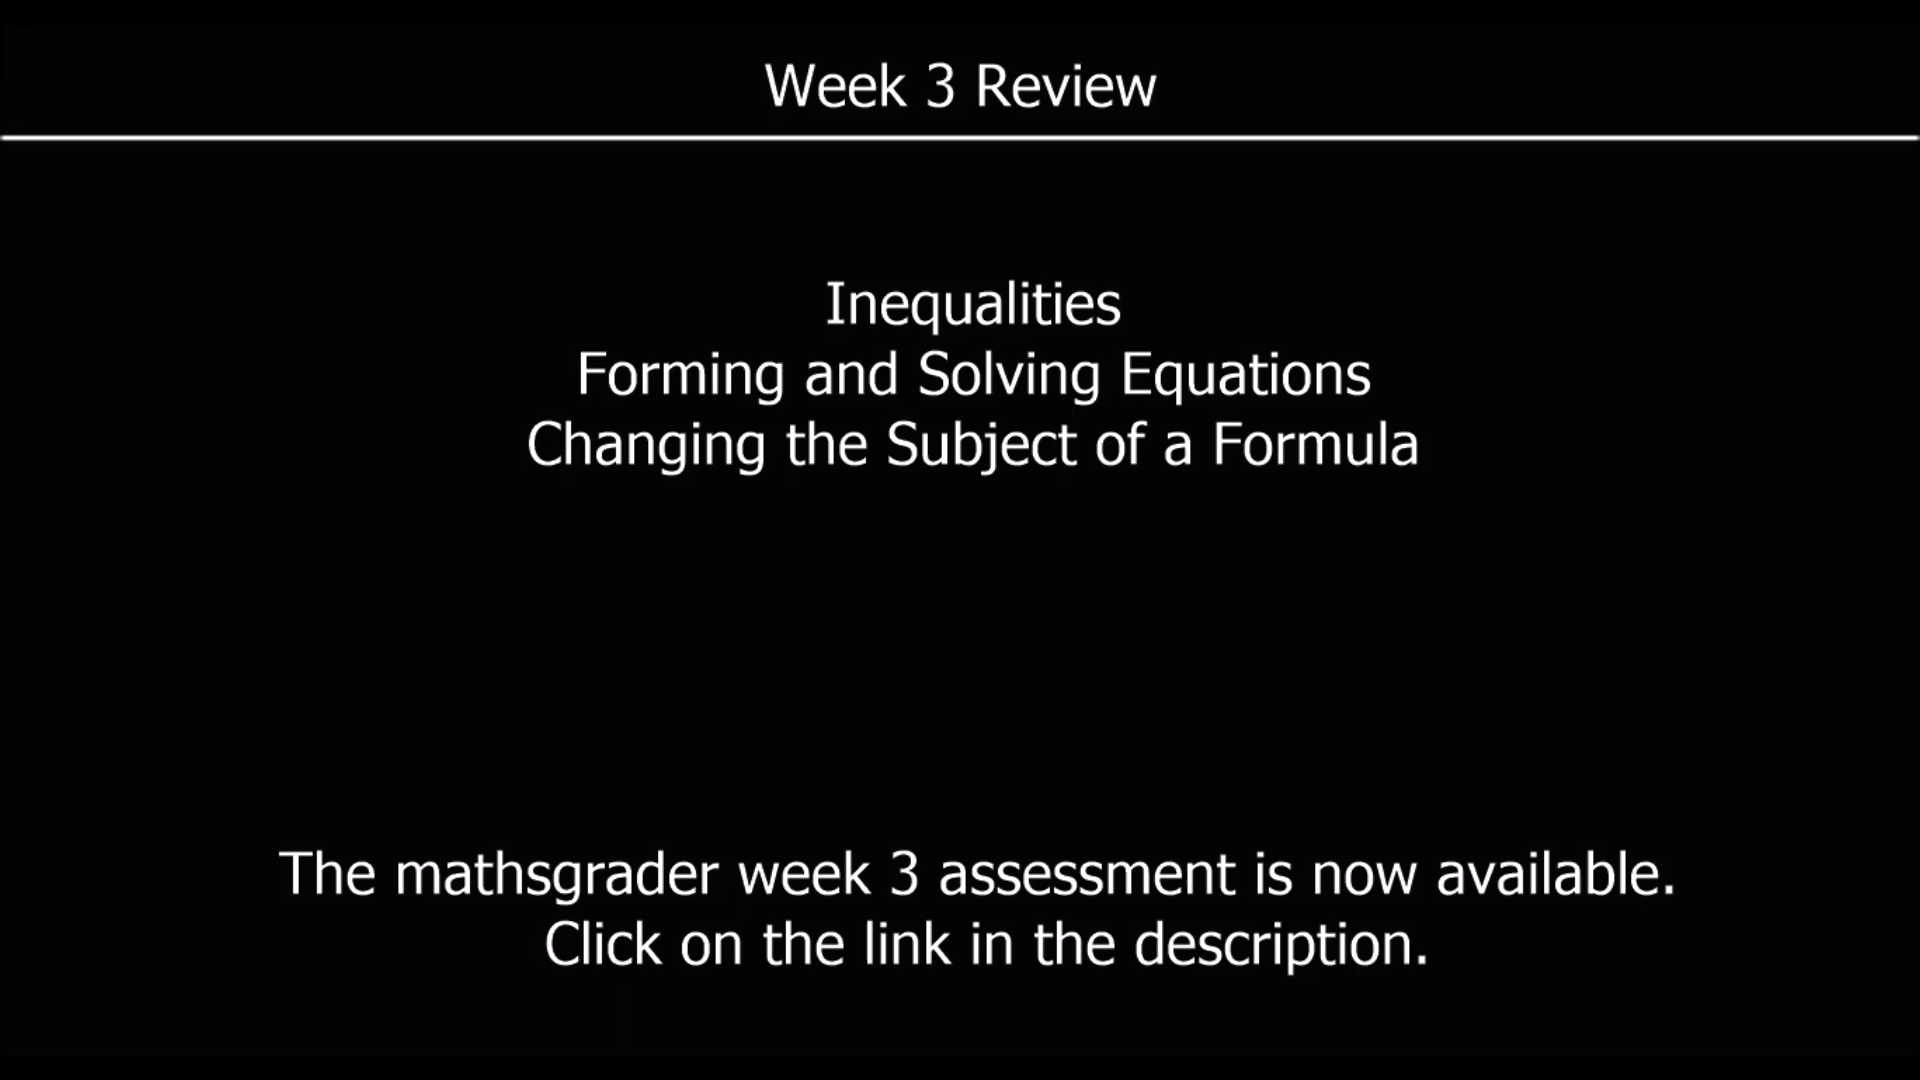 Week 3 Review
Inequalities
Forming and Solving Equations
Changing the Subject of a Formula
The mathsgrader week 3 assessment is now available.
Click on the link in the description.